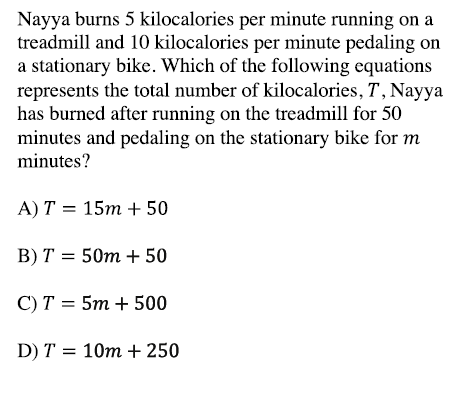 Nayya burns 5 kilocalories per minute running on a
treadmill and 10 kilocalories per minute pedaling on
a stationary bike. Which of the following equations
represents the total number of kilocalories, T, Nayya
has burned after running on the treadmill for 50
minutes and pedaling on the stationary bike for m
minutes?
A) T = 15m + 50
B) T = 50m + 50
C) T = 5m + 500
D) T = 10m + 250